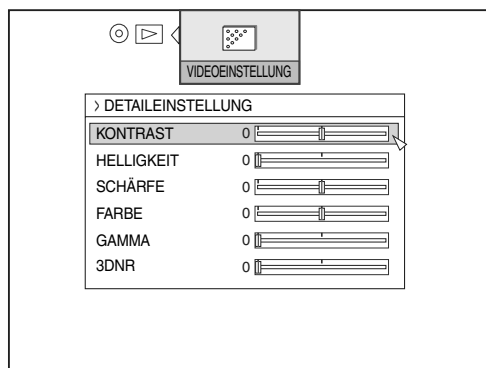 VIDEOEINSTELLUNG
> DETAILEINSTELLUNG
KONTRAST 0
HELLIGKEIT 0
SCHÄRFE 0
FARBE 0
GAMMA 0
3DNR 0